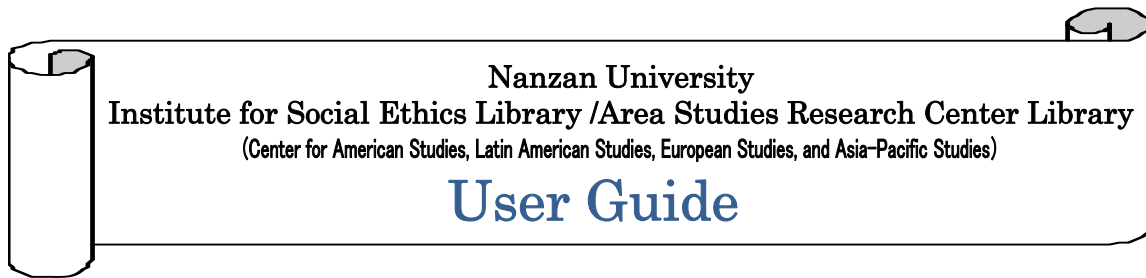 Nanzan University
Institute for Social Ethics Library /Area Studies Research Center Library
(Center for American Studies, Latin American Studies, European Studies, and Asia-Pacific Studies)
User Guide